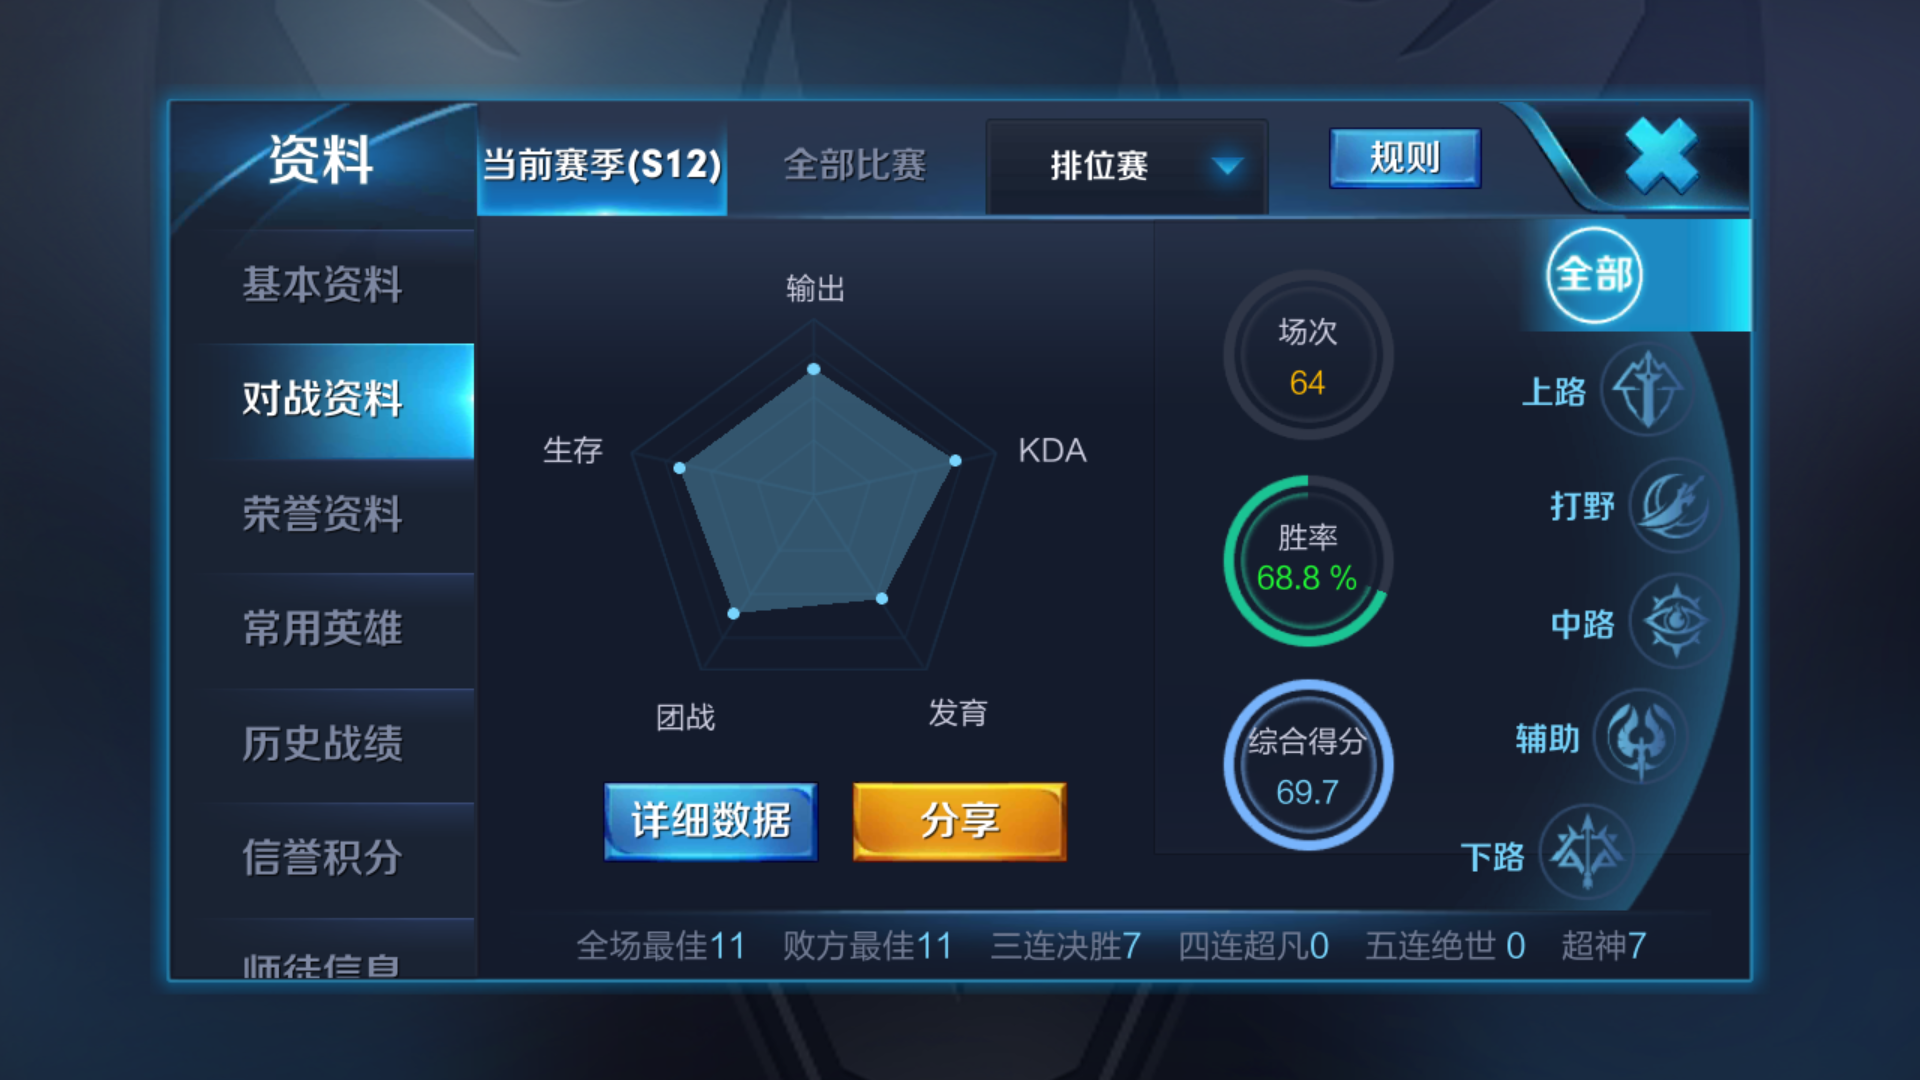 资料
当前赛季(S12)
全部比赛
排位赛
规则
基本资料
对战资料
荣誉资料
常用英雄
历史战绩
信誉积分
师徒信息
输出
生存
KDA
团战
发育
详细数据
分享
场次
64
胜率
68.8 %
综合得分
69.7
全部
上路
打野
中路
辅助
下路
全场最佳11 败方最佳11 三连决胜7 四连超凡0 五连绝世 0 超神7